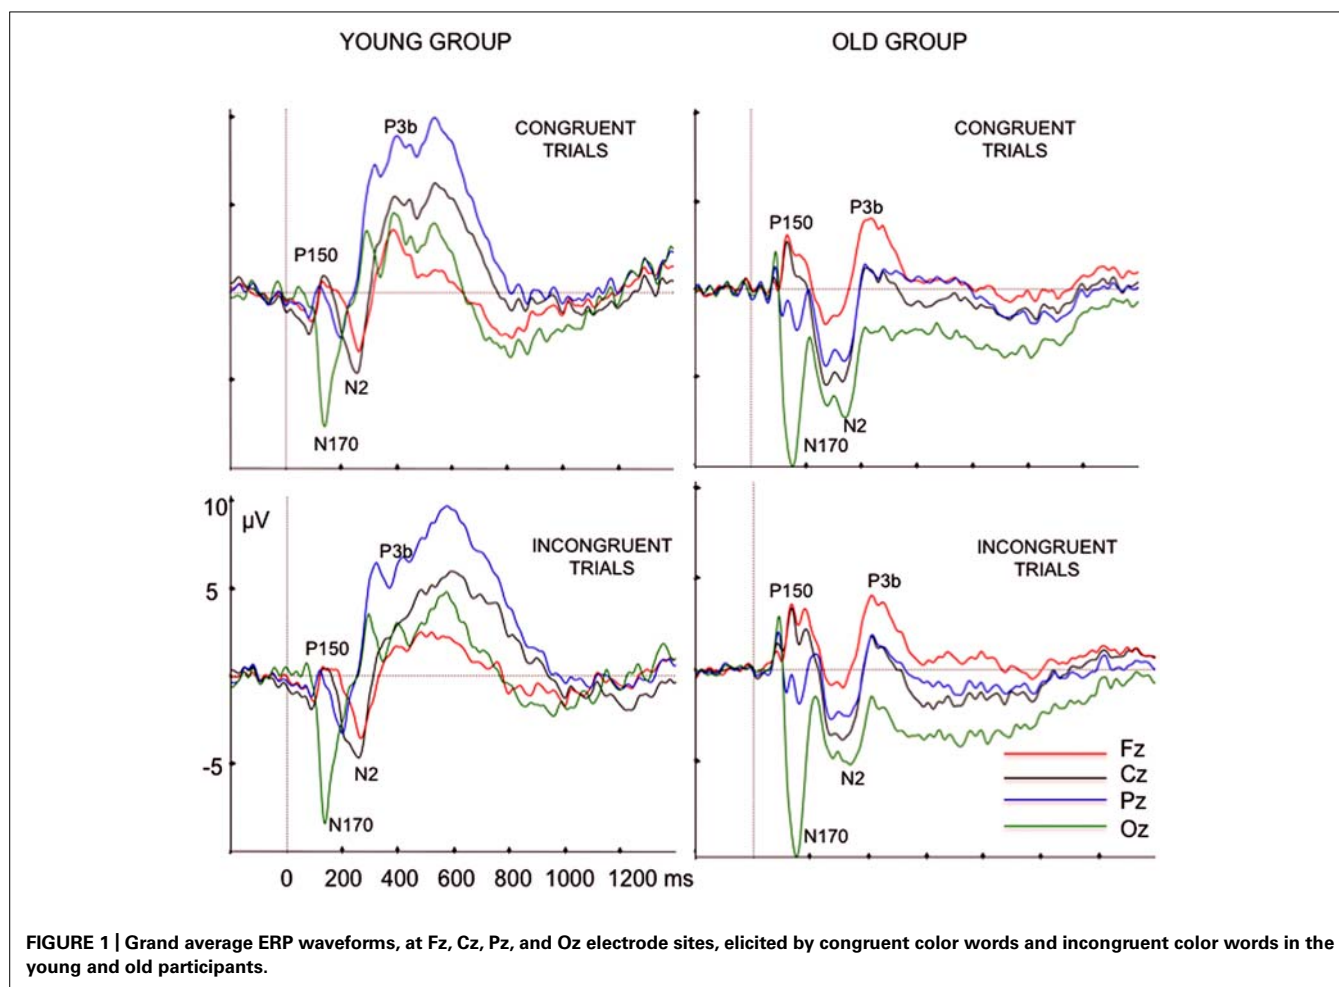 YOUNG GROUP
OLD GROUP
CONGRUENT
TRIALS
P3b
P150
N2
N170
CONGRUENT
TRIALS
P3b
P150
N2
N170
10
µV
5
-5
INCONGRUENT
TRIALS
P3b
P150
N2
N170
0 200 400 600 800 1000 1200 ms
INCONGRUENT
TRIALS
P3b
P150
N2
N170
Fz
Cz
Pz
Oz
FIGURE 1 | Grand average ERP waveforms, at Fz, Cz, Pz, and Oz electrode sites, elicited by congruent color words and incongruent color words in the
young and old participants.